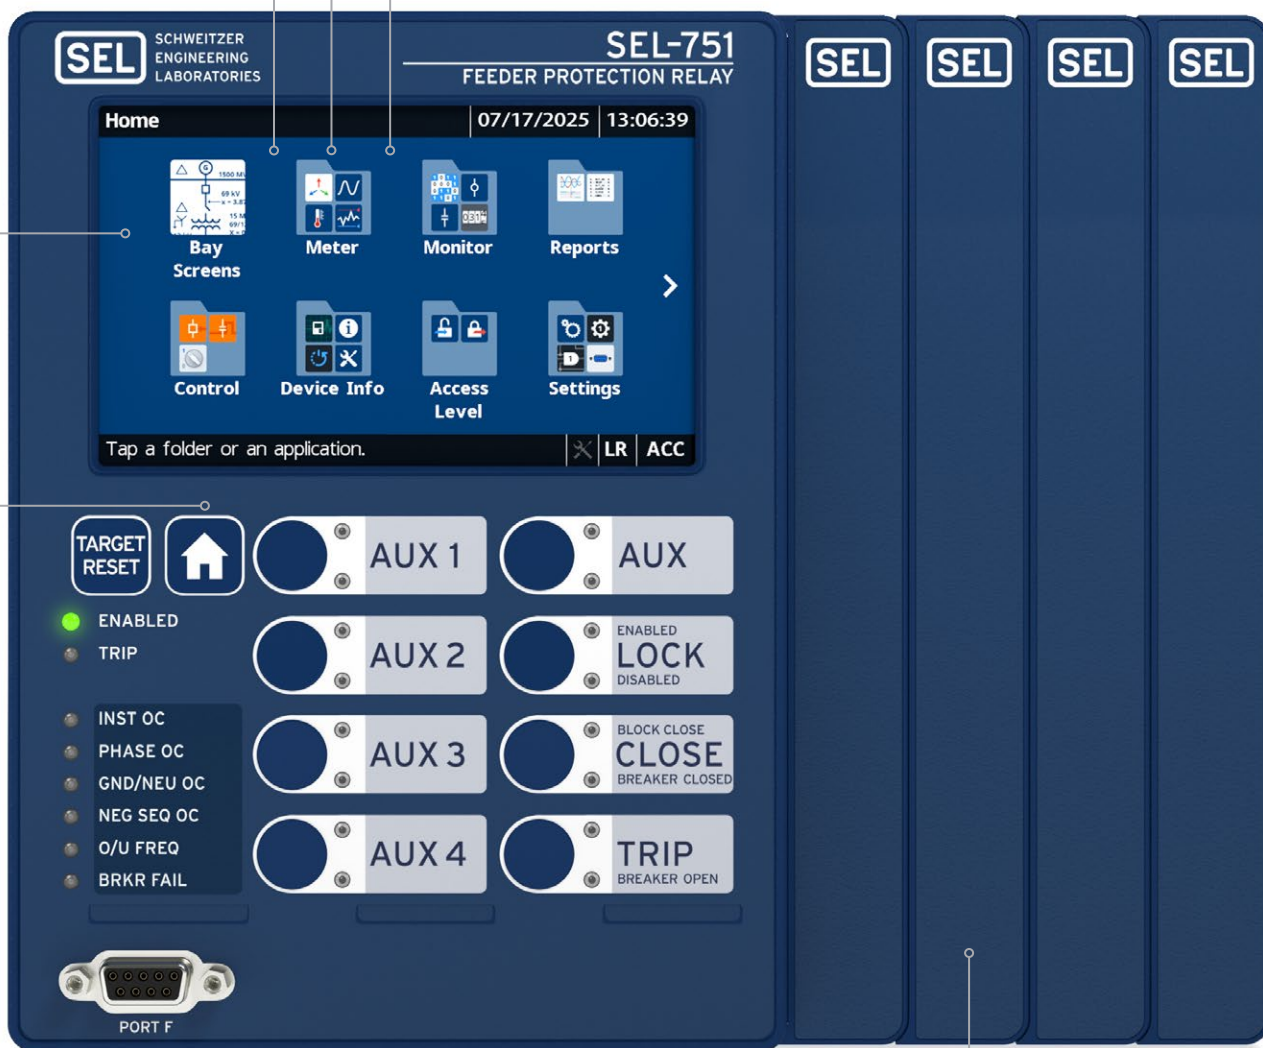 SEL
SCHWEITZER
ENGINEERING
LABORATORIES
SEL-751
FEEDER PROTECTION RELAY
SEL
SEL
SEL
SEL
Home
07/17/2025
13:06:39
G
1500
69 kV
15
Bay
Screens
Meter
Monitor
Reports
Control
Device Info
Access
Level
Settings
Tap a folder or an application.
LR
ACC
TARGET
RESET
ENABLED
TRIP
INST OC
PHASE OC
GND/NEU OC
NEG SEQ OC
O/U FREQ
BRKR FAIL
AUX 1
AUX 2
AUX 3
AUX 4
AUX
ENABLED
LOCK
DISABLED
BLOCK CLOSE
CLOSE
BREAKER CLOSED
TRIP
BREAKER OPEN
PORT F